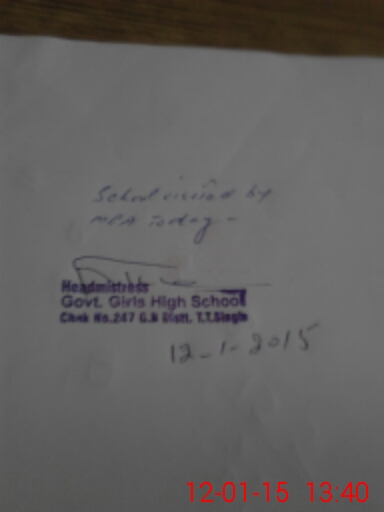 School visited by
MEA today -
Headmistress
Govt. Girls High School
Chak No.247 G.B Distt. T.T.Singh
12-1-2015
12-01-15 13:40